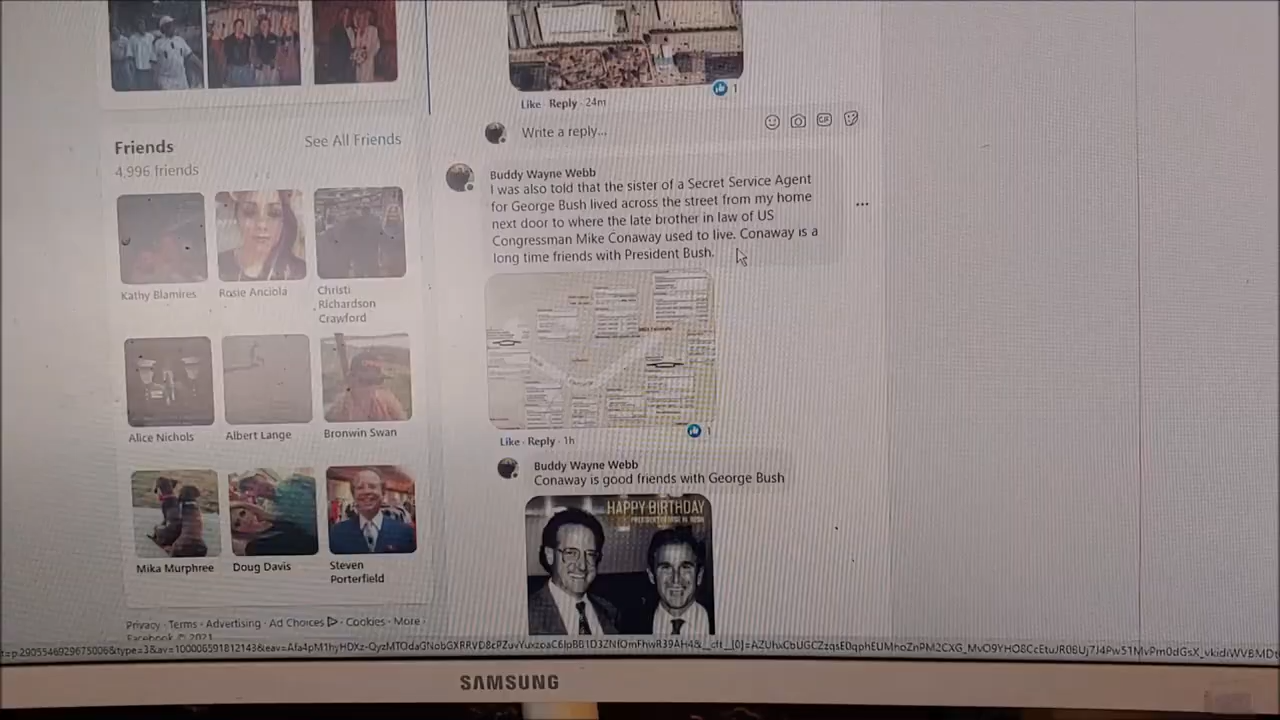 Like · Reply · 24m
1
Write a reply...
GIF
Friends
See All Friends
4,996 friends
Kathy Blamires
Rosie Anciola
Christi
Richardson
Crawford
Alice Nichols
Albert Lange
Bronwin Swan
Mika Murphree
Doug Davis
Steven
Porterfield
Privacy · Terms · Advertising · Ad Choices · Cookies · More ·
Facebook © 2021
Buddy Wayne Webb
I was also told that the sister of a Secret Service Agent
for George Bush lived across the street from my home
next door to where the late brother in law of US
Congressman Mike Conaway used to live. Conaway is a
long time friends with President Bush.
Like · Reply · 1h
1
Buddy Wayne Webb
Conaway is good friends with George Bush
HAPPY BIRTHDAY
SAMSUNG